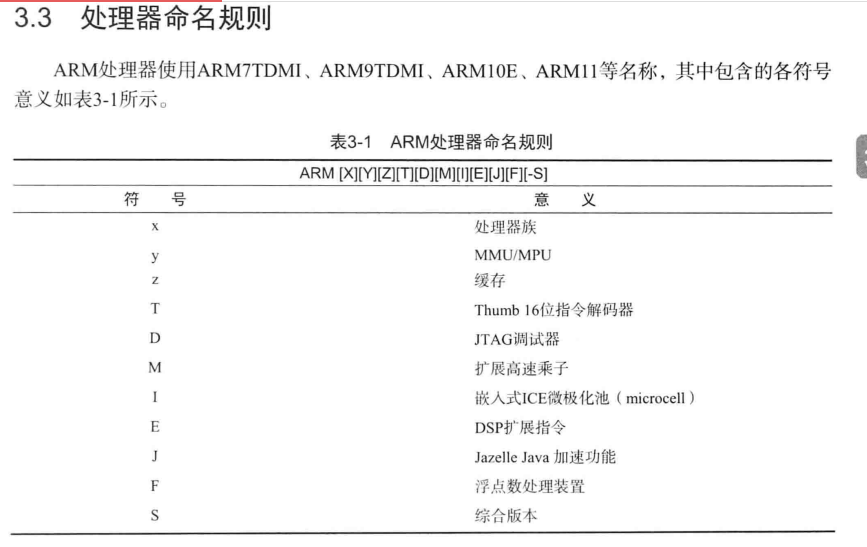 3.3 处理器命名规则
ARM处理器使用ARM7TDMI、ARM9TDMI、ARM10E、ARM11等名称，其中包含的各符号
意义如表3-1所示。
表3-1 ARM处理器命名规则
ARM [X][Y][Z][T][D][M][I][E][J][F][-S]
符 号 意 义
x 处理器族
y MMU/MPU
z 缓存
T Thumb 16位指令解码器
D JTAG调试器
M 扩展高速乘子
I 嵌入式ICE微极化池（microcell）
E DSP扩展指令
J Jazelle Java 加速功能
F 浮点数处理装置
S 综合版本